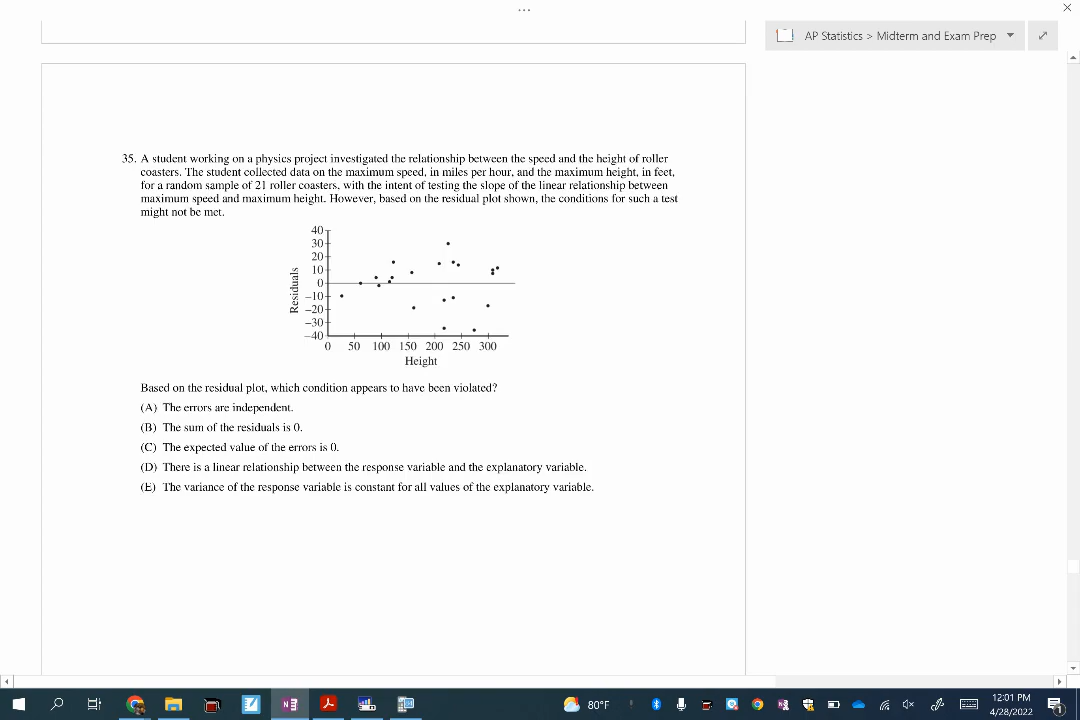 AP Statistics > Midterm and Exam Prep
35. A student working on a physics project investigated the relationship between the speed and the height of roller
coasters. The student collected data on the maximum speed, in miles per hour, and the maximum height, in feet,
for a random sample of 21 roller coasters, with the intent of testing the slope of the linear relationship between
maximum speed and maximum height. However, based on the residual plot shown, the conditions for such a test
might not be met.
40
30
20
10
0
-10
-20
-30
-40
Residuals
0 50 100 150 200 250 300
Height
Based on the residual plot, which condition appears to have been violated?
(A) The errors are independent.
(B) The sum of the residuals is 0.
(C) The expected value of the errors is 0.
(D) There is a linear relationship between the response variable and the explanatory variable.
(E) The variance of the response variable is constant for all values of the explanatory variable.
80°F
12:01 PM
4/28/2022